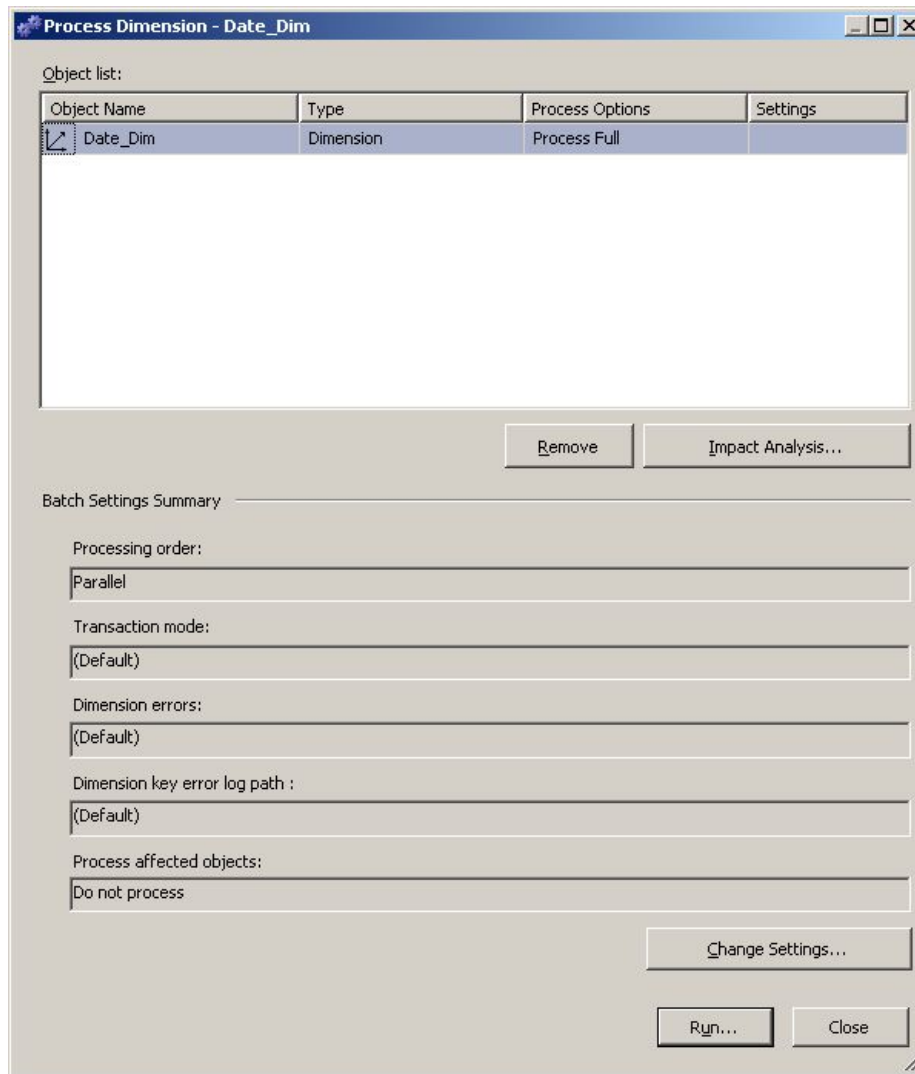 Process Dimension - Date_Dim
Object list:
Object Name Type Process Options Settings
Date_Dim Dimension Process Full
Remove Impact Analysis...
Batch Settings Summary
Processing order:
Parallel
Transaction mode:
(Default)
Dimension errors:
(Default)
Dimension key error log path :
(Default)
Process affected objects:
Do not process
Change Settings...
Run... Close